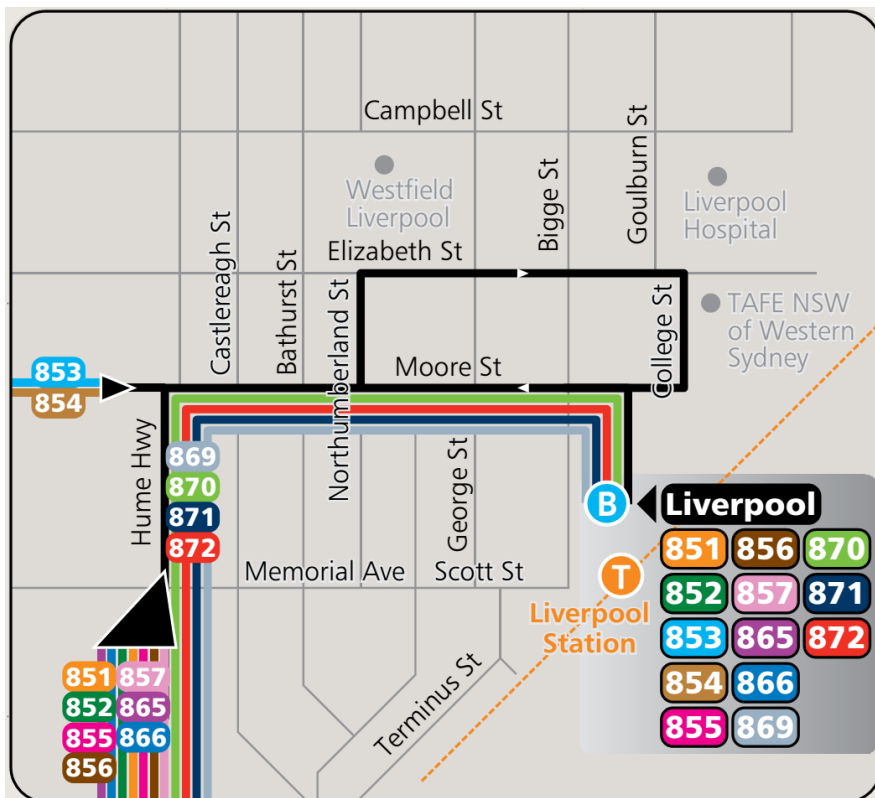 Campbell St
Westfield
Liverpool
Bigge St
Goulburn St
Liverpool
Hospital
Castlereagh St
Bathurst St
Elizabeth St
Northumberland St
College St
TAFE NSW
of Western
Sydney
853
854
Moore St
Hume Hwy
869
870
871
872
George St
B
Liverpool
851 856 870
852 857 871
853 865 872
854 866
855 869
Memorial Ave
Scott St
T
Liverpool
Station
Terminus St
851 857
852 865
855 866
856